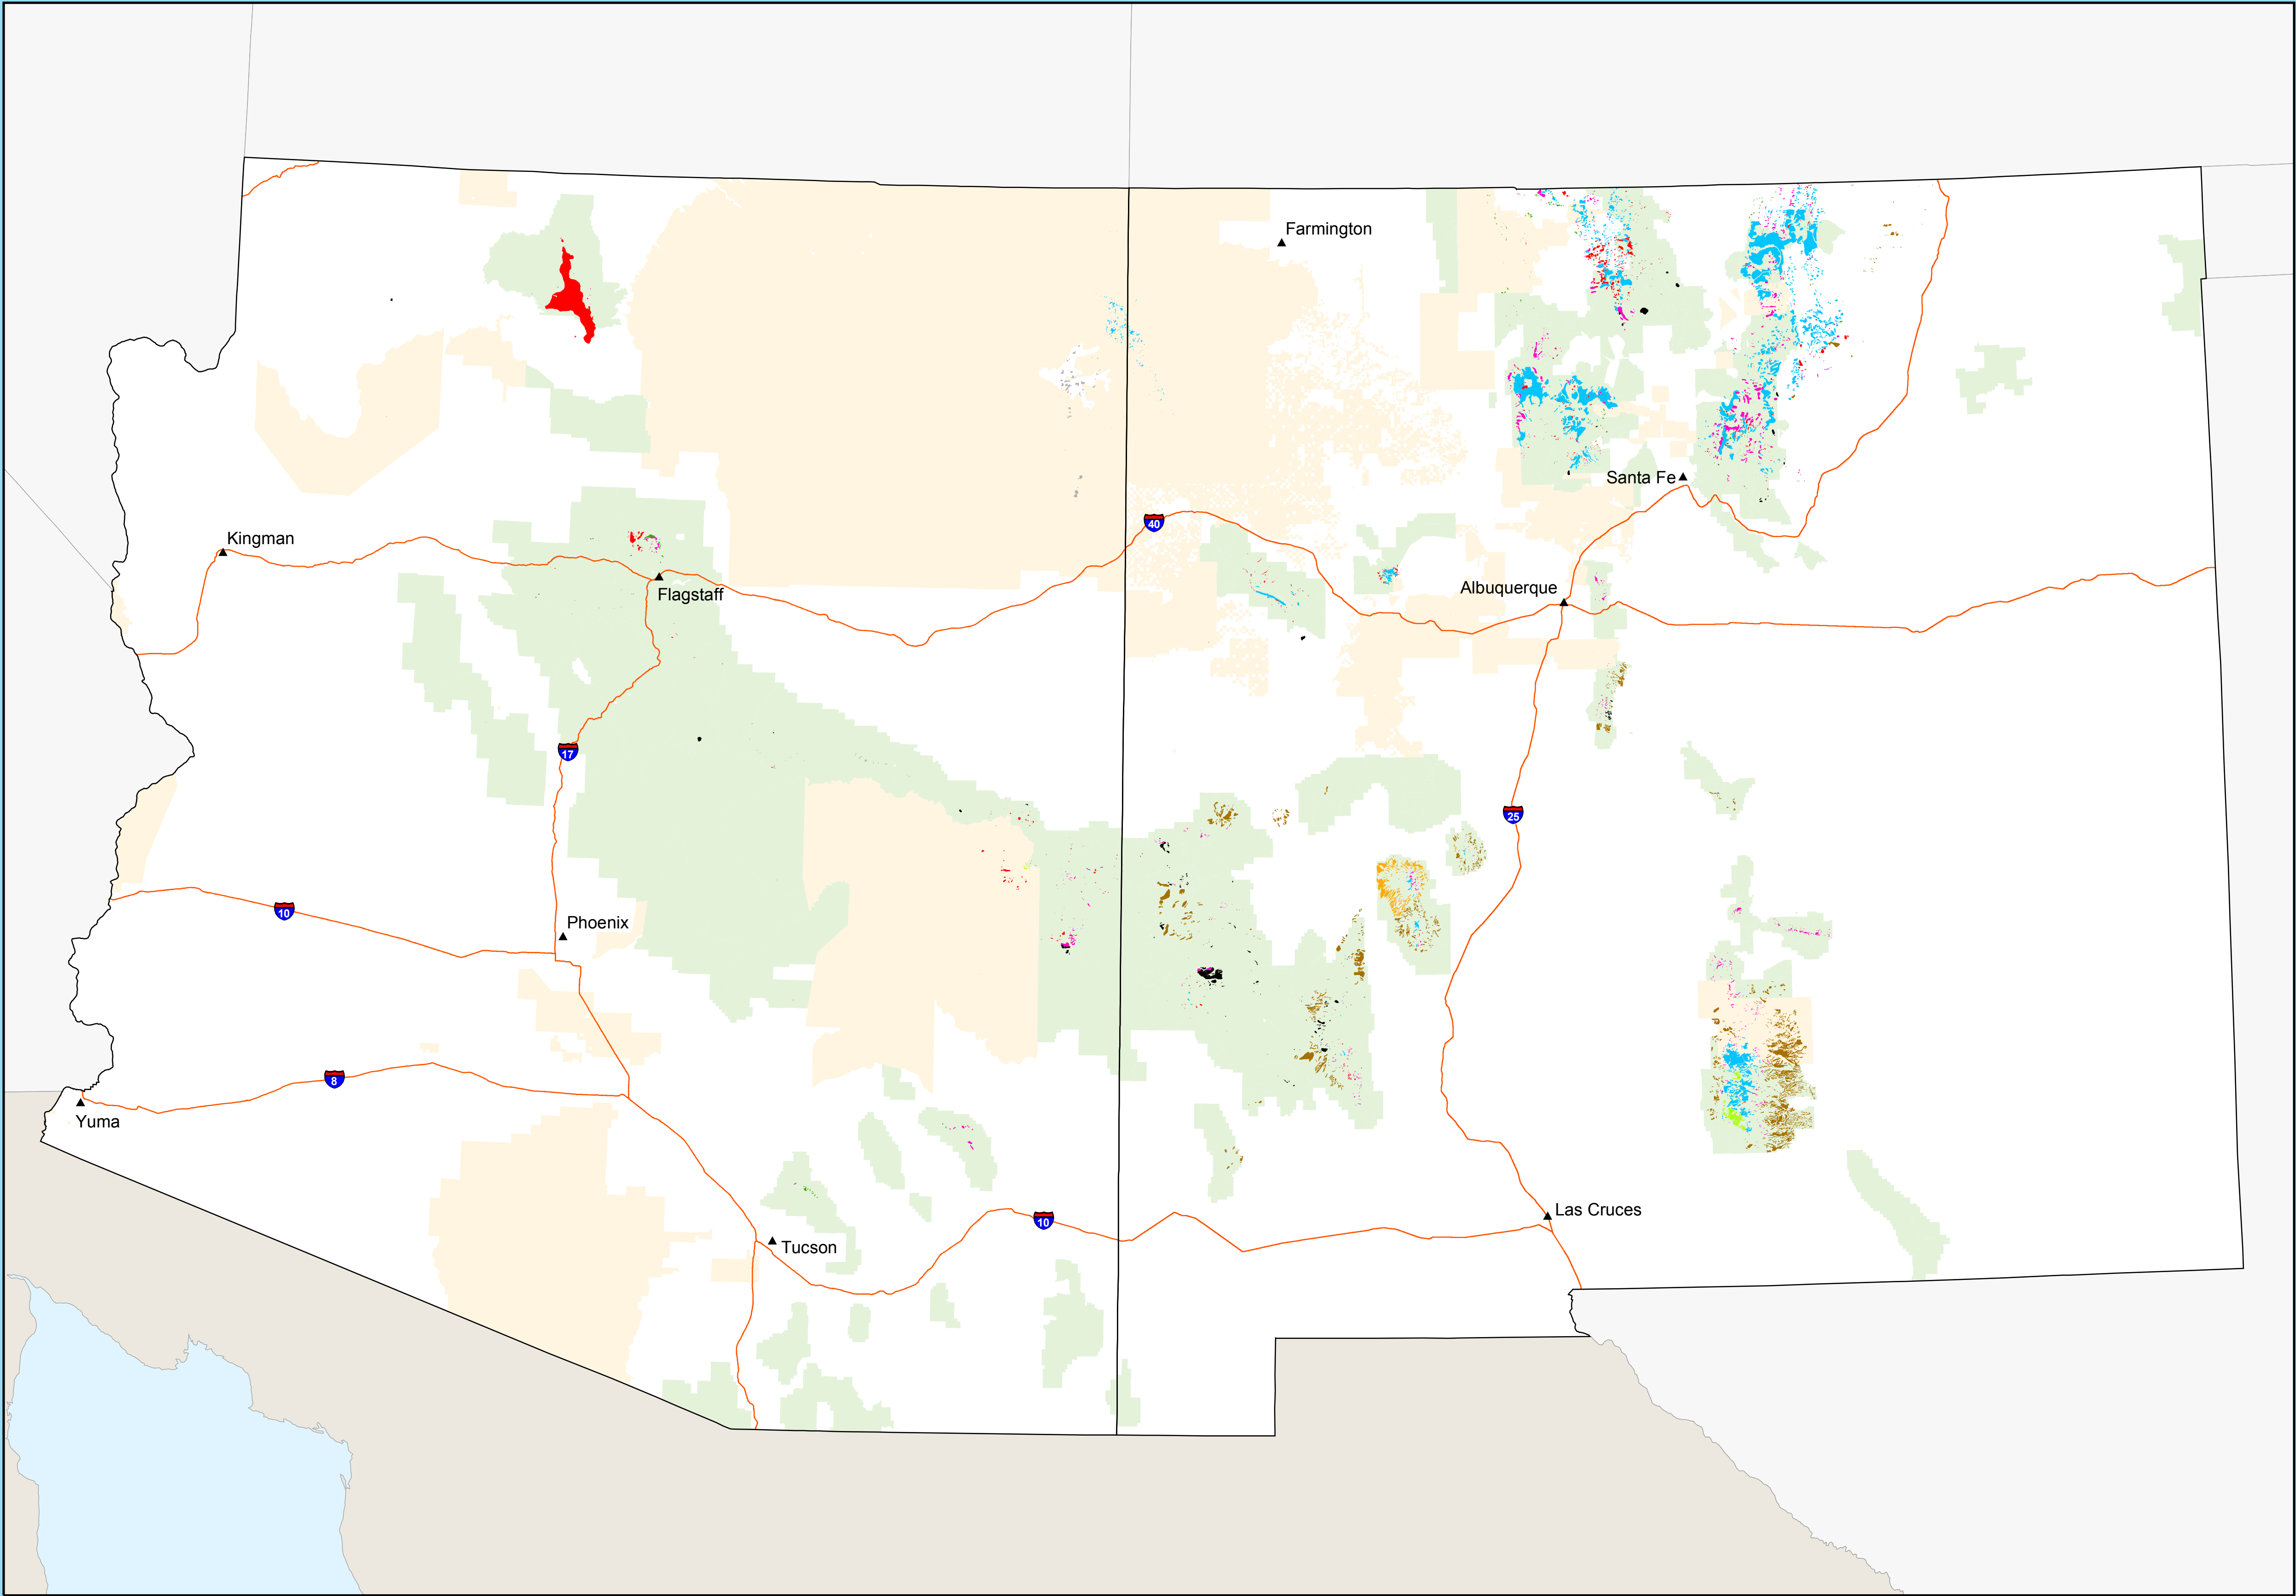 Farmington
Santa Fe
40
Kingman
Flagstaff
Albuquerque
17
25
10
Phoenix
8
Yuma
10
Las Cruces
Tucson